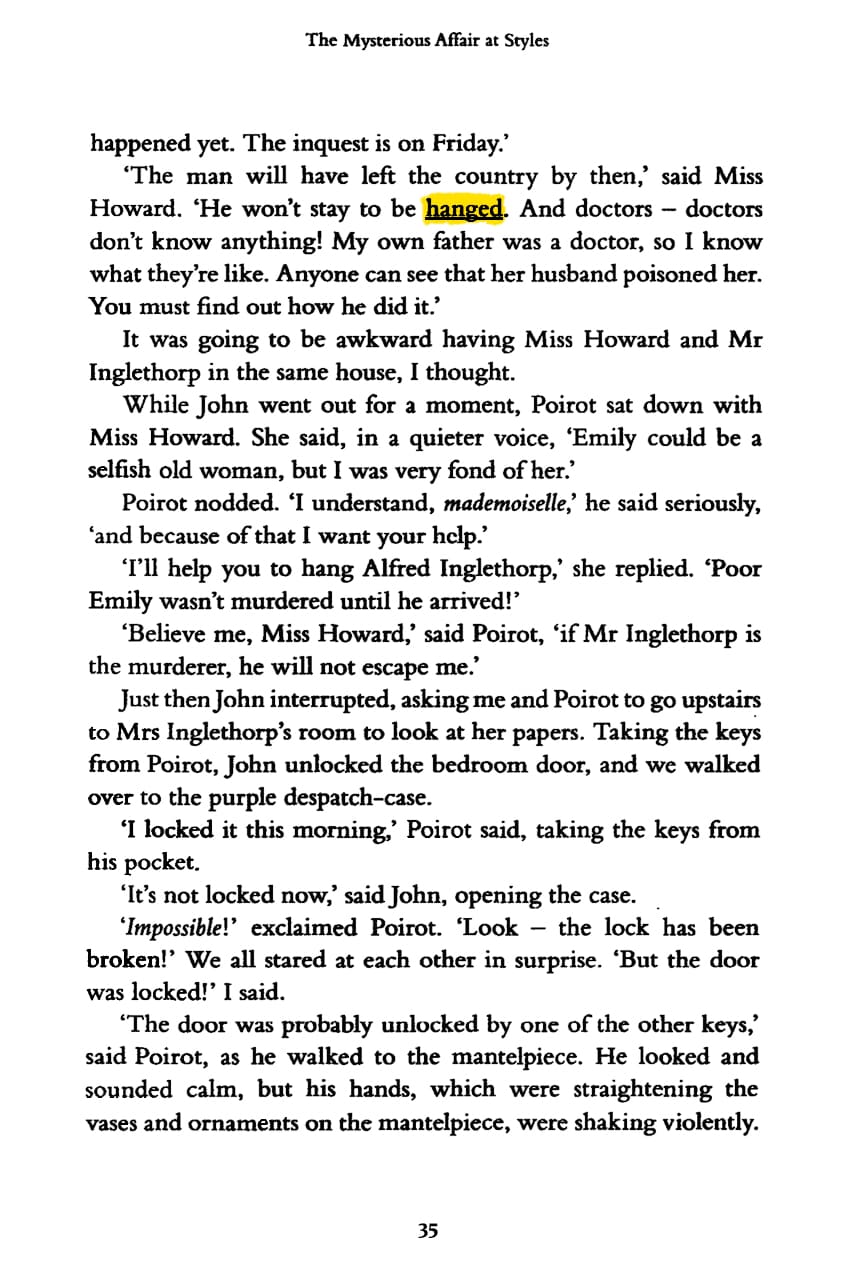 The Mysterious Affair at Styles
happened yet. The inquest is on Friday.’
‘The man will have left the country by then,’ said Miss
Howard. ‘He won’t stay to be hanged. And doctors – doctors
don’t know anything! My own father was a doctor, so I know
what they’re like. Anyone can see that her husband poisoned her.
You must find out how he did it.’
It was going to be awkward having Miss Howard and Mr
Inglethorp in the same house, I thought.
While John went out for a moment, Poirot sat down with
Miss Howard. She said, in a quieter voice, ‘Emily could be a
selfish old woman, but I was very fond of her.’
Poirot nodded. ‘I understand, mademoiselle,’ he said seriously,
‘and because of that I want your help.’
‘I’ll help you to hang Alfred Inglethorp,’ she replied. ‘Poor
Emily wasn’t murdered until he arrived!’
‘Believe me, Miss Howard,’ said Poirot, ‘if Mr Inglethorp is
the murderer, he will not escape me.’
Just then John interrupted, asking me and Poirot to go upstairs
to Mrs Inglethorp’s room to look at her papers. Taking the keys
from Poirot, John unlocked the bedroom door, and we walked
over to the purple despatch-case.
‘I locked it this morning,’ Poirot said, taking the keys from
his pocket.
‘It’s not locked now,’ said John, opening the case.
‘Impossible!’ exclaimed Poirot. ‘Look – the lock has been
broken!’ We all stared at each other in surprise. ‘But the door
was locked!’ I said.
‘The door was probably unlocked by one of the other keys,’
said Poirot, as he walked to the mantelpiece. He looked and
sounded calm, but his hands, which were straightening the
vases and ornaments on the mantelpiece, were shaking violently.
35